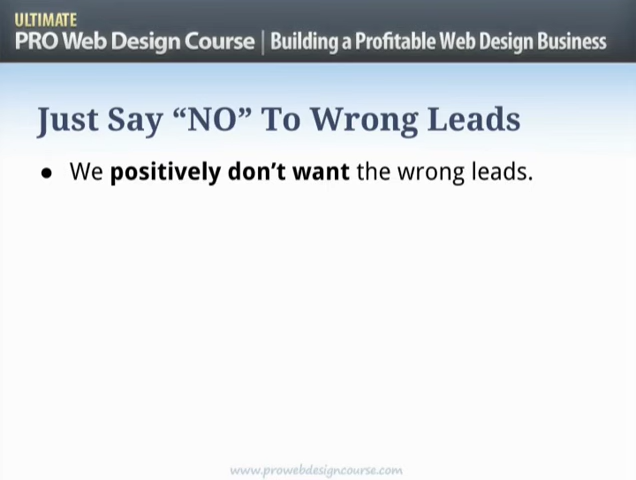 ULTIMATE
PRO Web Design Course | Building a Profitable Web Design Business
Just Say “NO” To Wrong Leads
● We positively don’t want the wrong leads.
www.prowebdesigncourse.com